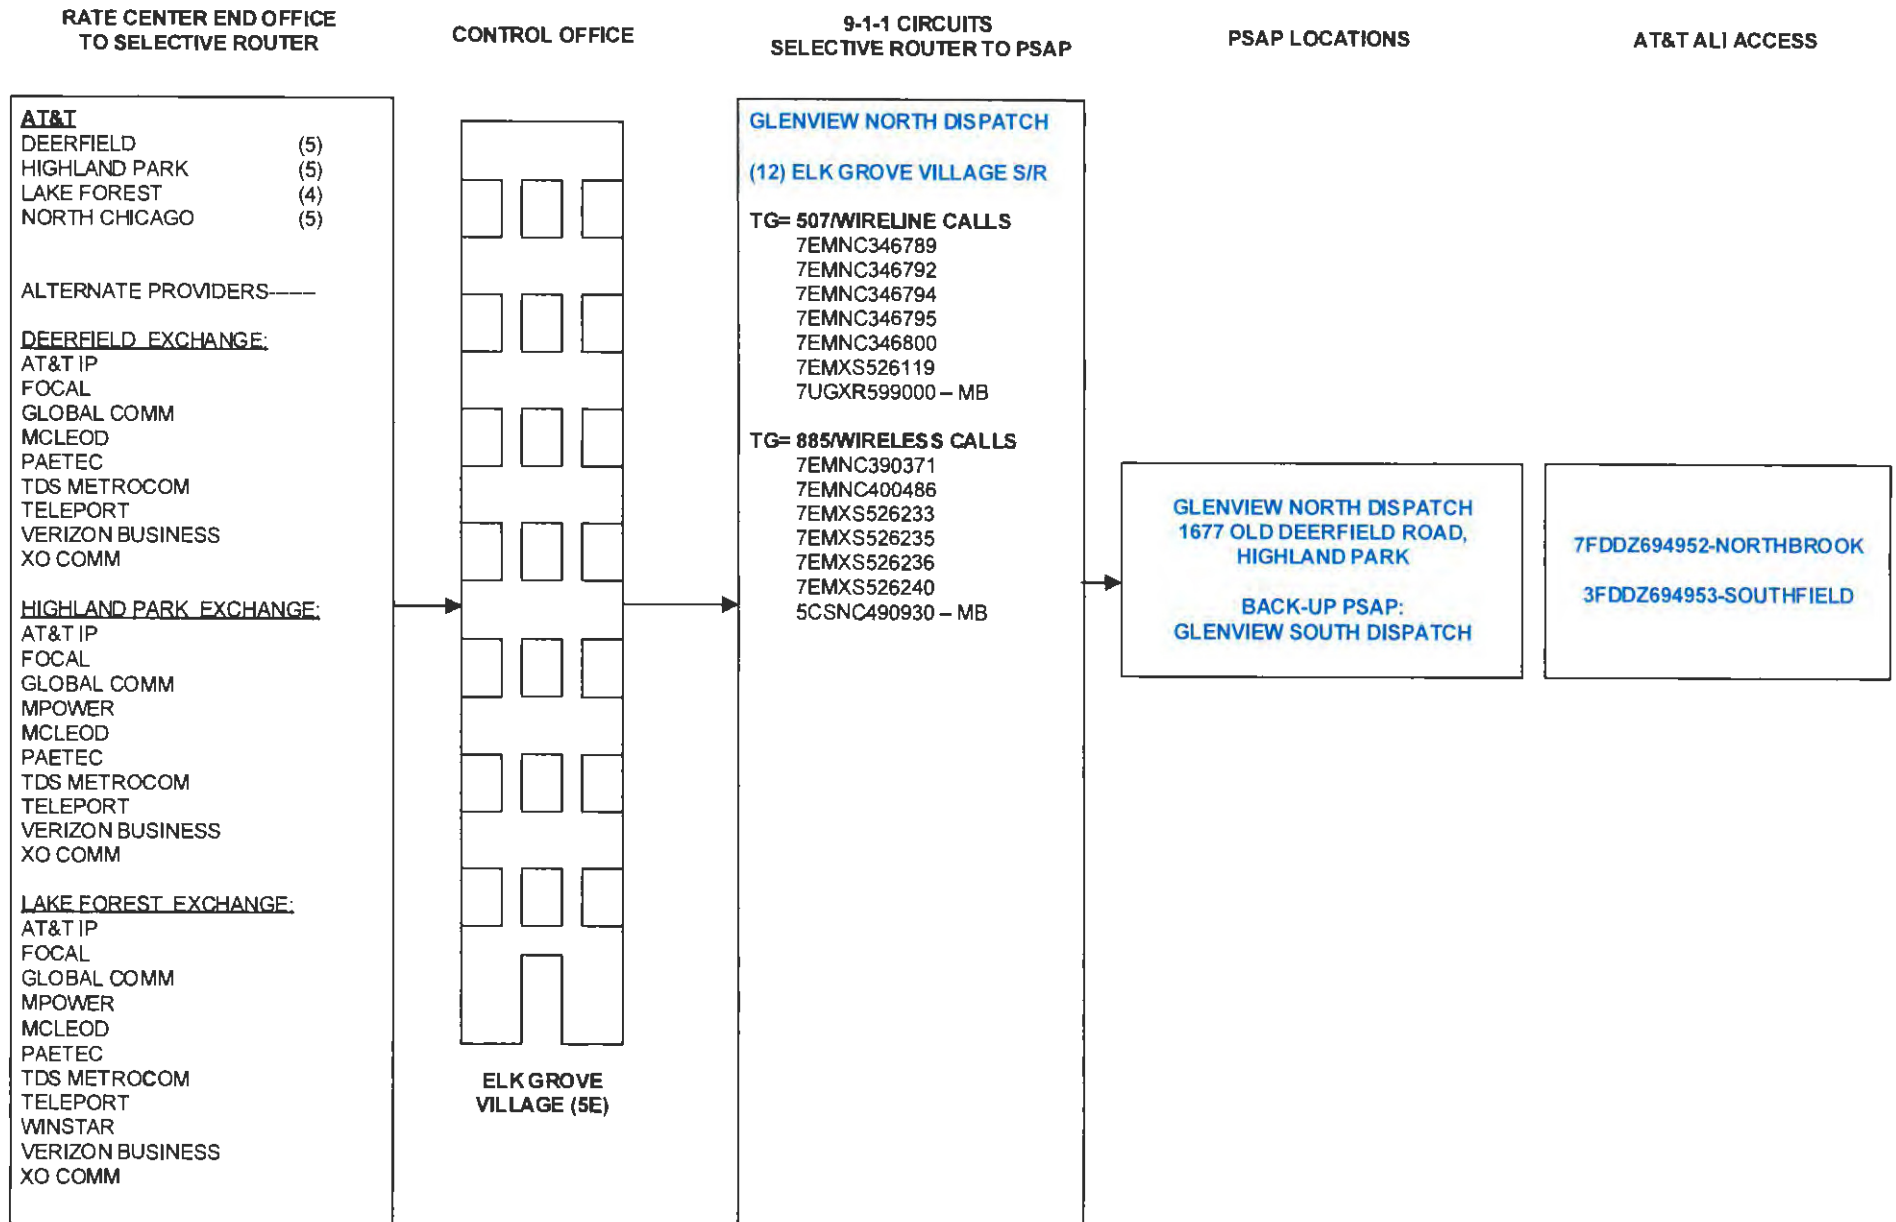 RATE CENTER END OFFICE
TO SELECTIVE ROUTER
CONTROL OFFICE
9-1-1 CIRCUITS
SELECTIVE ROUTER TO PSAP
PSAP LOCATIONS
AT&T ALI ACCESS
AT&T
DEERFIELD (5)
HIGHLAND PARK (5)
LAKE FOREST (4)
NORTH CHICAGO (5)
ALTERNATE PROVIDERS-----
DEERFIELD EXCHANGE:
AT&T IP
FOCAL
GLOBAL COMM
MCLEOD
PAETEC
TDS METROCOM
TELEPORT
VERIZON BUSINESS
XO COMM
HIGHLAND PARK EXCHANGE:
AT&T IP
FOCAL
GLOBAL COMM
MPOWER
MCLEOD
PAETEC
TDS METROCOM
TELEPORT
VERIZON BUSINESS
XO COMM
LAKE FOREST EXCHANGE:
AT&T IP
FOCAL
GLOBAL COMM
MPOWER
MCLEOD
PAETEC
TDS METROCOM
TELEPORT
WINSTAR
VERIZON BUSINESS
XO COMM
ELK GROVE
VILLAGE (5E)
GLENVIEW NORTH DISPATCH
(12) ELK GROVE VILLAGE S/R
TG= 507/WIRELINE CALLS
7EMNC346789
7EMNC346792
7EMNC346794
7EMNC346795
7EMNC346800
7EMXS526119
7UGXR599000 – MB
TG= 885/WIRELESS CALLS
7EMNC390371
7EMNC400486
7EMXS526233
7EMXS526235
7EMXS526236
7EMXS526240
5CSNC490930 – MB
GLENVIEW NORTH DISPATCH
1677 OLD DEERFIELD ROAD,
HIGHLAND PARK
BACK-UP PSAP:
GLENVIEW SOUTH DISPATCH
7FDDZ694952-NORTHBROOK
3FDDZ694953-SOUTHFIELD